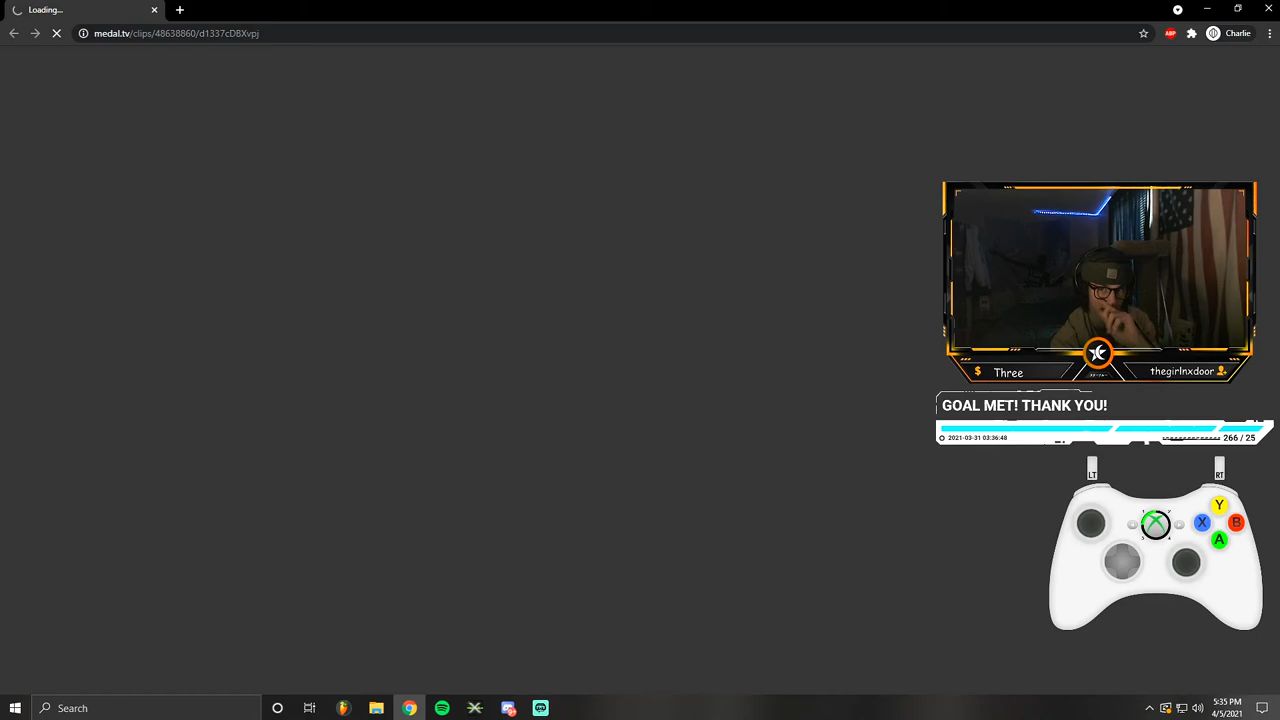 Loading...
medal.tv/clips/48638860/d1337cDBXvpj
ABP
Charlie
$ Three
thegirlnxdoor
GOAL MET! THANK YOU!
2021-03-31 03:36:48
266 / 25
LT
RT
Y
X
B
A
Search
5:35 PM
4/5/2021